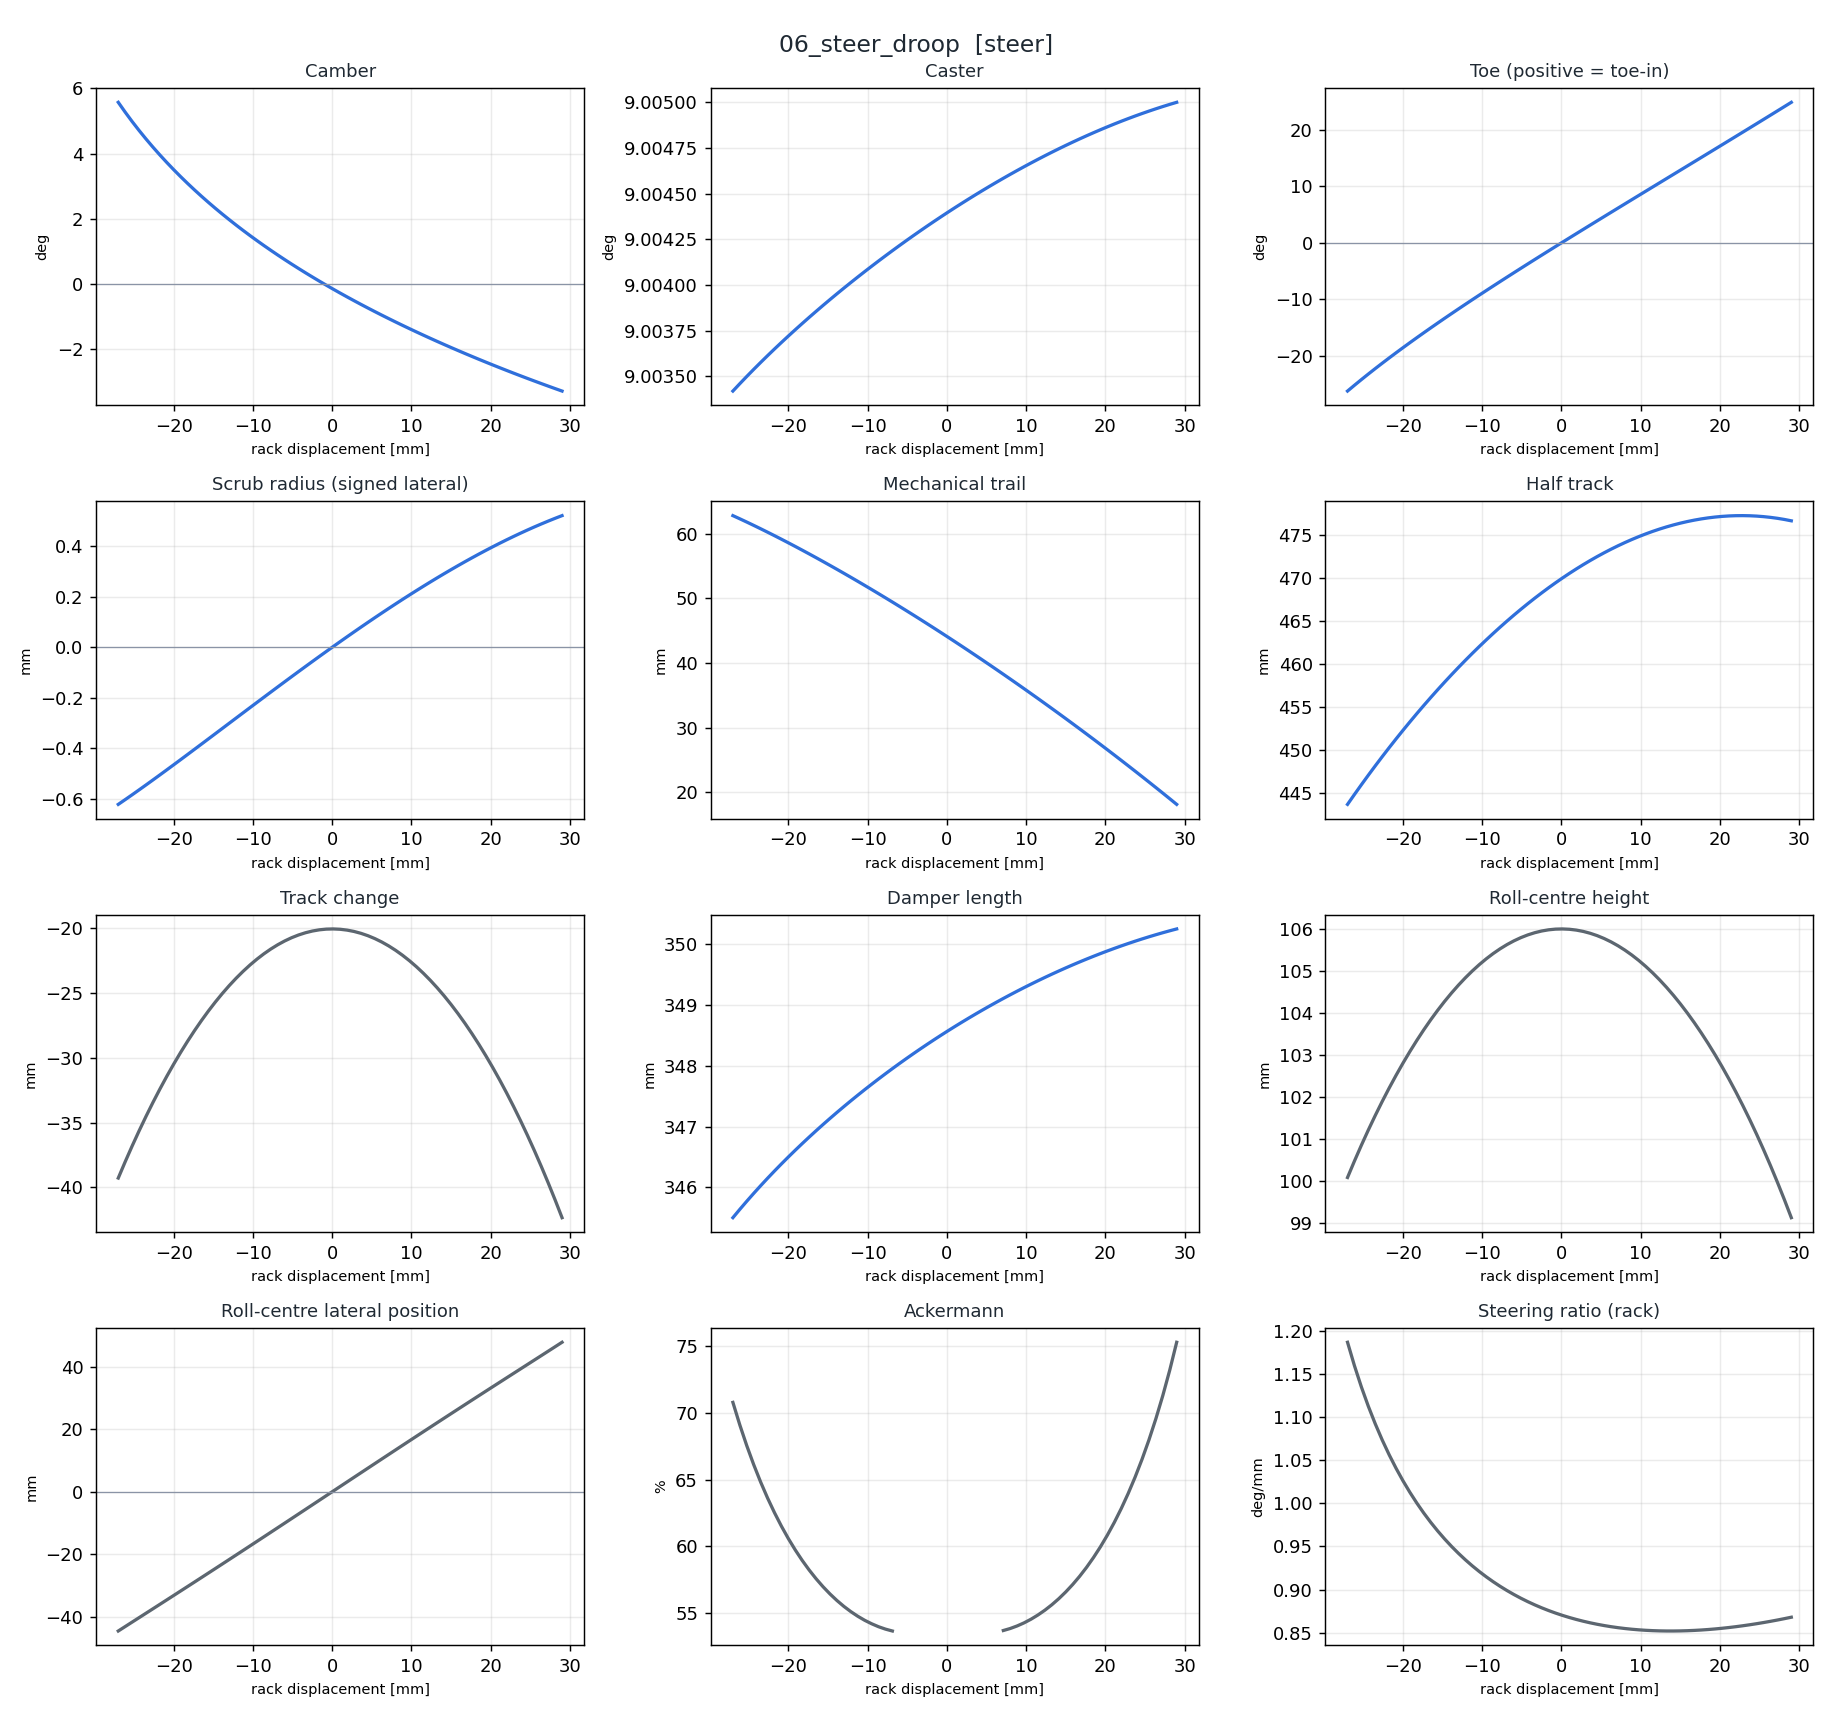 06_steer_droop [steer]
Camber
Caster
Toe (positive = toe-in)
6
4
2
0
−2
deg
−20 −10 0 10 20 30
rack displacement [mm]
9.00500
9.00475
9.00450
9.00425
9.00400
9.00375
9.00350
deg
−20 −10 0 10 20 30
rack displacement [mm]
20
10
0
−10
−20
deg
−20 −10 0 10 20 30
rack displacement [mm]
Scrub radius (signed lateral)
Mechanical trail
Half track
0.4
0.2
0.0
−0.2
−0.4
−0.6
mm
−20 −10 0 10 20 30
rack displacement [mm]
60
50
40
30
20
mm
−20 −10 0 10 20 30
rack displacement [mm]
475
470
465
460
455
450
445
mm
−20 −10 0 10 20 30
rack displacement [mm]
Track change
Damper length
Roll-centre height
−20
−25
−30
−35
−40
mm
−20 −10 0 10 20 30
rack displacement [mm]
350
349
348
347
346
mm
−20 −10 0 10 20 30
rack displacement [mm]
106
105
104
103
102
101
100
99
mm
−20 −10 0 10 20 30
rack displacement [mm]
Roll-centre lateral position
Ackermann
Steering ratio (rack)
40
20
0
−20
−40
mm
−20 −10 0 10 20 30
rack displacement [mm]
75
70
65
60
55
%
−20 −10 0 10 20 30
rack displacement [mm]
1.20
1.15
1.10
1.05
1.00
0.95
0.90
0.85
deg/mm
−20 −10 0 10 20 30
rack displacement [mm]